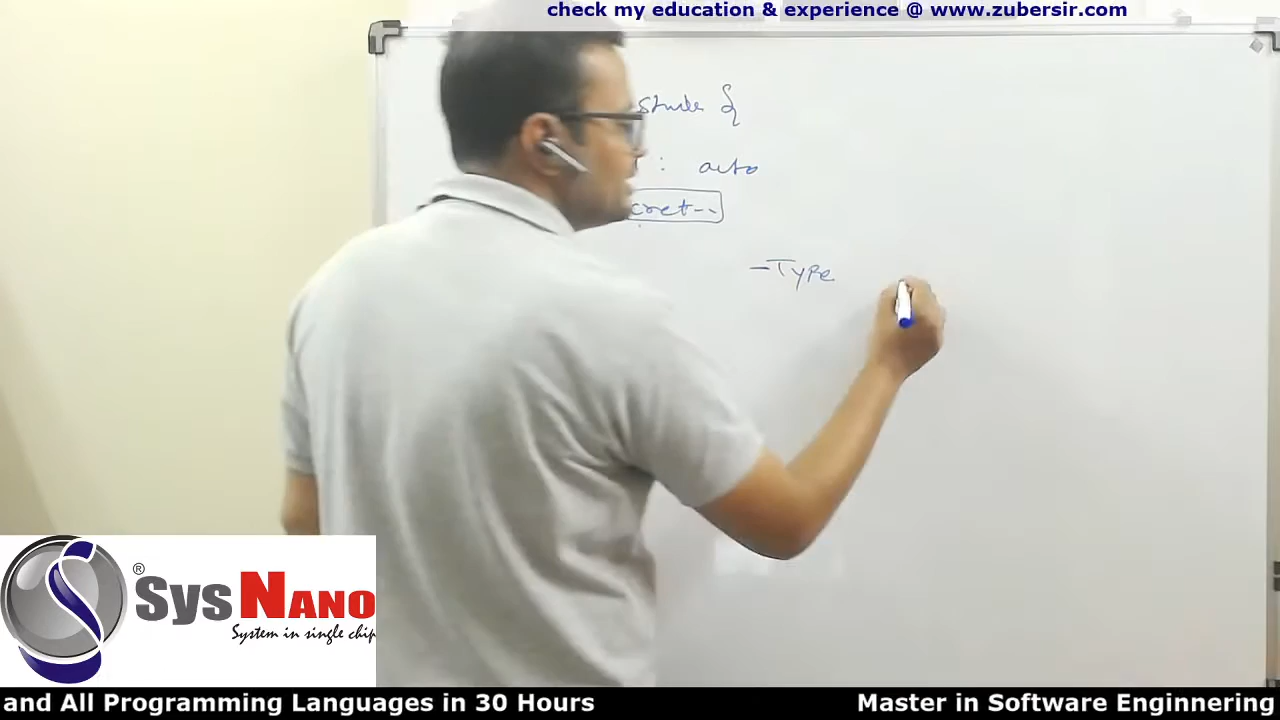 check my education & experience @ www.zubersir.com
: auto
-Type
®
SysNano
System in single chip
and All Programming Languages in 30 Hours
Master in Software Enginnering